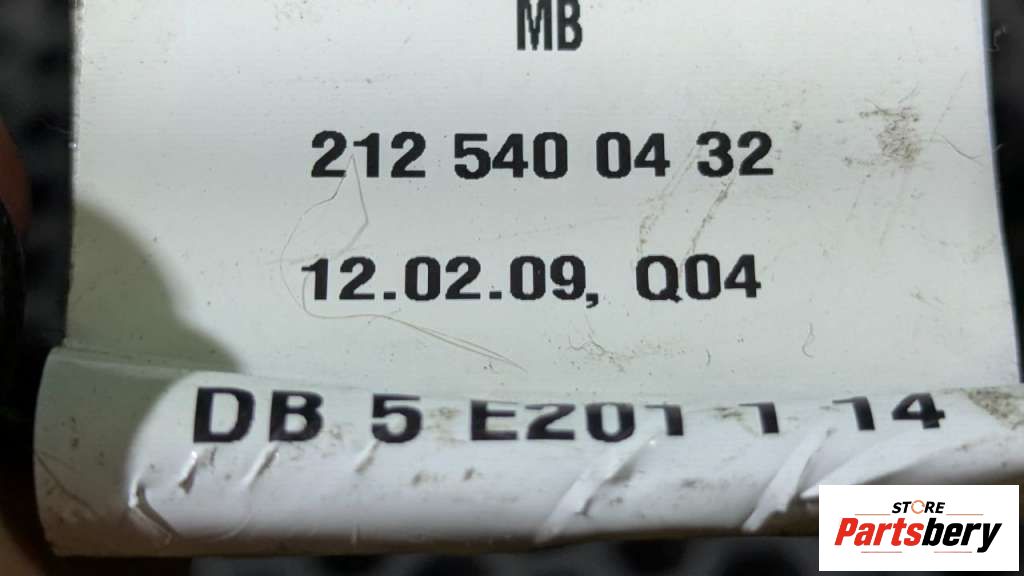 MB
212 540 04 32
12.02.09, Q04
DB 5 E201 1 14
STORE
Partsbery